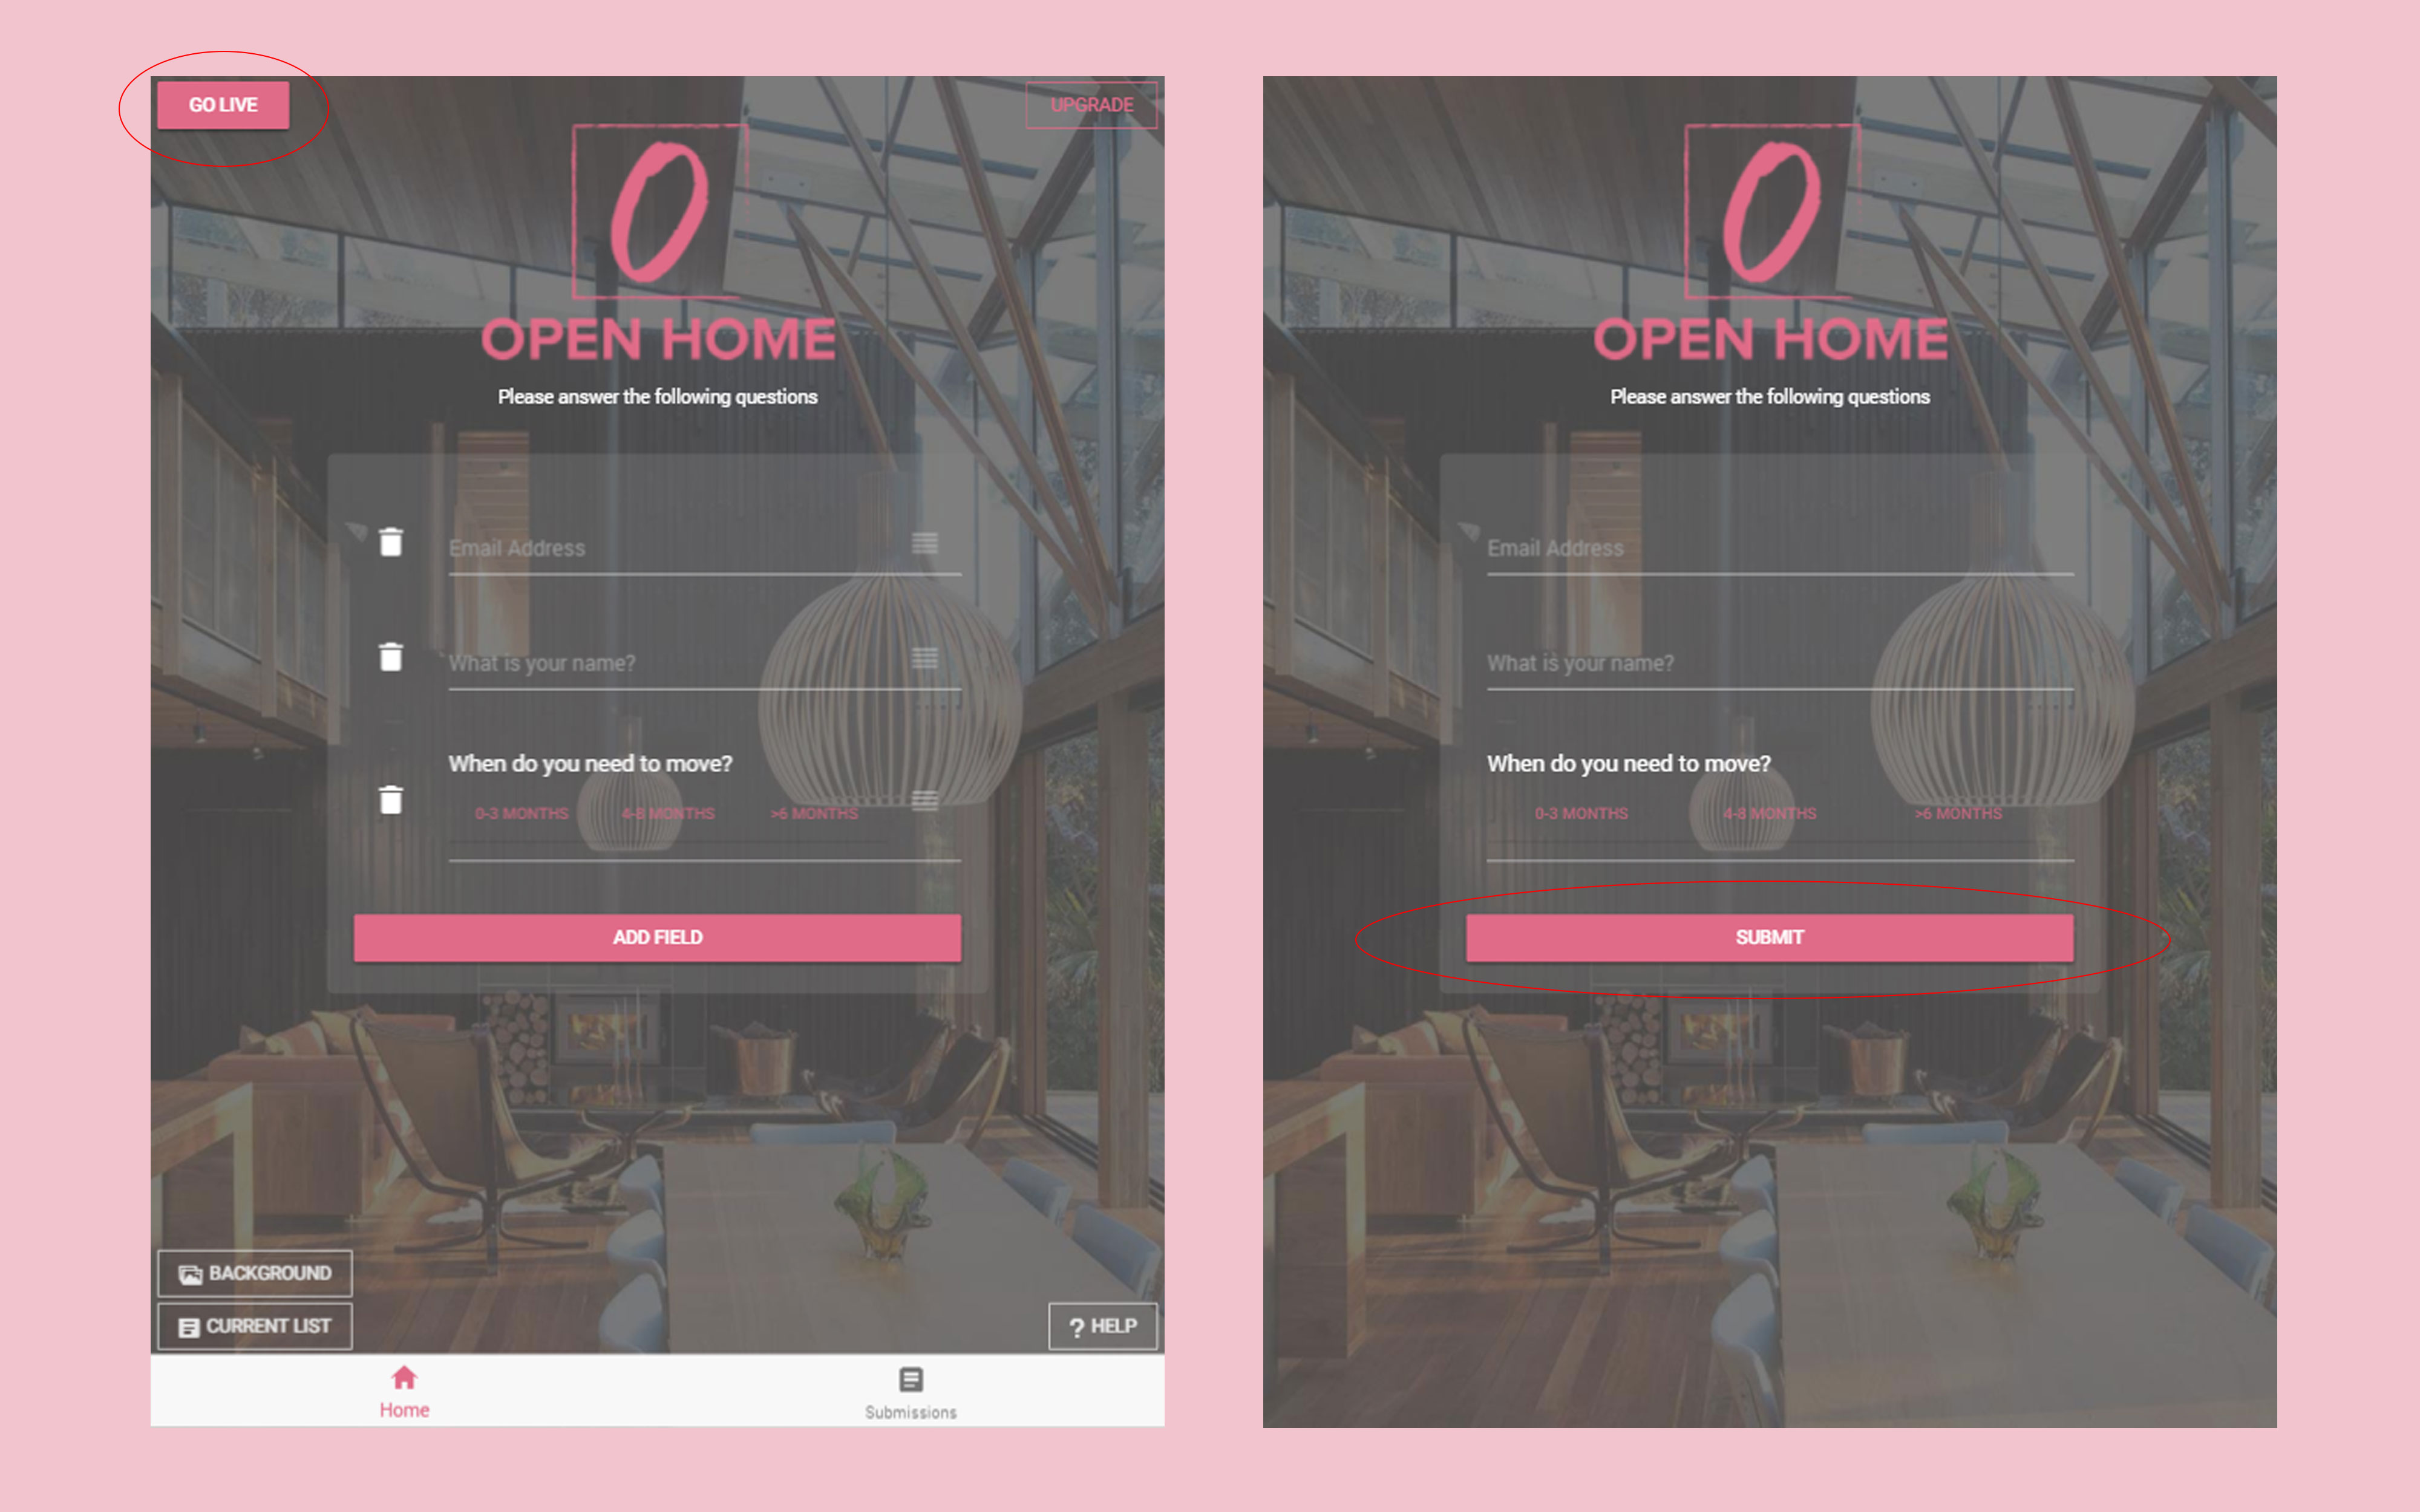 GO LIVE
UPGRADE
O
OPEN HOME
Please answer the following questions
Email Address
What is your name?
When do you need to move?
0-3 MONTHS 4-8 MONTHS >6 MONTHS
ADD FIELD
BACKGROUND
CURRENT LIST
? HELP
Home
Submissions
O
OPEN HOME
Please answer the following questions
Email Address
What is your name?
When do you need to move?
0-3 MONTHS 4-8 MONTHS >6 MONTHS
SUBMIT